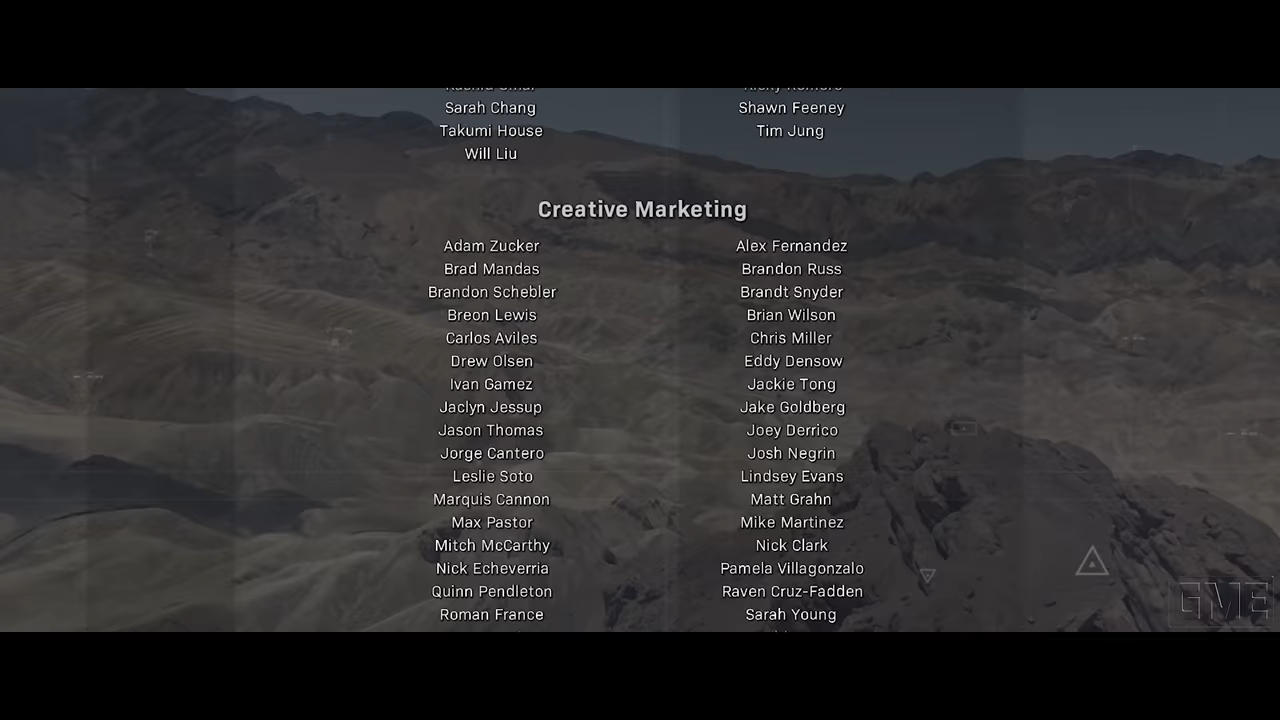 Sarah Chang Shawn Feeney
Takumi House Tim Jung
Will Liu
Creative Marketing
Adam Zucker Alex Fernandez
Brad Mandas Brandon Russ
Brandon Schebler Brandt Snyder
Breon Lewis Brian Wilson
Carlos Aviles Chris Miller
Drew Olsen Eddy Densow
Ivan Gamez Jackie Tong
Jaclyn Jessup Jake Goldberg
Jason Thomas Joey Derrico
Jorge Cantero Josh Negrin
Leslie Soto Lindsey Evans
Marquis Cannon Matt Grahn
Max Pastor Mike Martinez
Mitch McCarthy Nick Clark
Nick Echeverria Pamela Villagonzalo
Quinn Pendleton Raven Cruz-Fadden
Roman France Sarah Young
GME